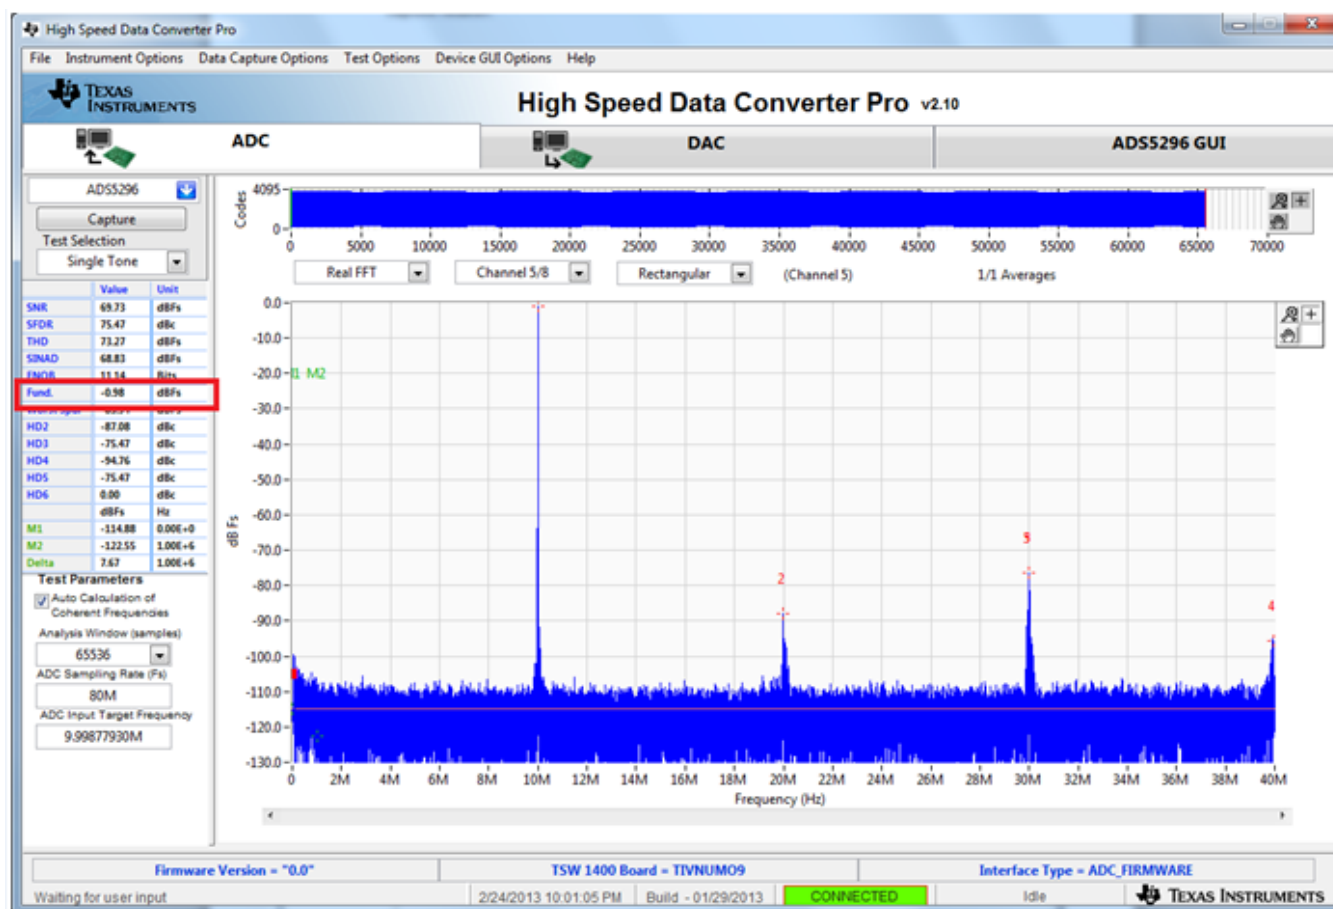 High Speed Data Converter Pro
File Instrument Options Data Capture Options Test Options Device GUI Options Help
TEXAS INSTRUMENTS
High Speed Data Converter Pro v2.10
ADC
DAC
ADS5296 GUI
ADS5296
Capture
Test Selection
Single Tone
Value Unit
SNR 69.73 dBFs
SFDR 75.47 dBc
THD 73.27 dBFs
SINAD 68.83 dBFs
ENOB 11.14 Bits
Fund. -0.98 dBFs
Worst Spur dBFs
HD2 -87.08 dBc
HD3 -75.47 dBc
HD4 -94.76 dBc
HD5 -75.47 dBc
HD6 0.00 dBc
dBFs Hz
M1 -114.88 0.00E+0
M2 -122.55 1.00E+6
Delta 7.67 1.00E+6
Test Parameters
Auto Calculation of
Coherent Frequencies
Analysis Window (samples)
65536
ADC Sampling Rate (Fs)
80M
ADC Input Target Frequency
9.99877930M
Codes
4095
0
0 5000 10000 15000 20000 25000 30000 35000 40000 45000 50000 55000 60000 65000 70000
Real FFT Channel 5/8 Rectangular (Channel 5) 1/1 Averages
dB Fs
0.0
-10.0
-20.0
M2
-30.0
-40.0
-50.0
-60.0
-70.0
-80.0
-90.0
-100.0
-110.0
-120.0
-130.0
2
4
0 2M 4M 6M 8M 10M 12M 14M 16M 18M 20M 22M 24M 26M 28M 30M 32M 34M 36M 38M 40M
Frequency (Hz)
Firmware Version = "0.0"
TSW 1400 Board = TIVNUMO9
Interface Type = ADC_FIRMWARE
Waiting for user input
2/24/2013 10:01:05 PM
Build - 01/29/2013
CONNECTED
Idle
TEXAS INSTRUMENTS